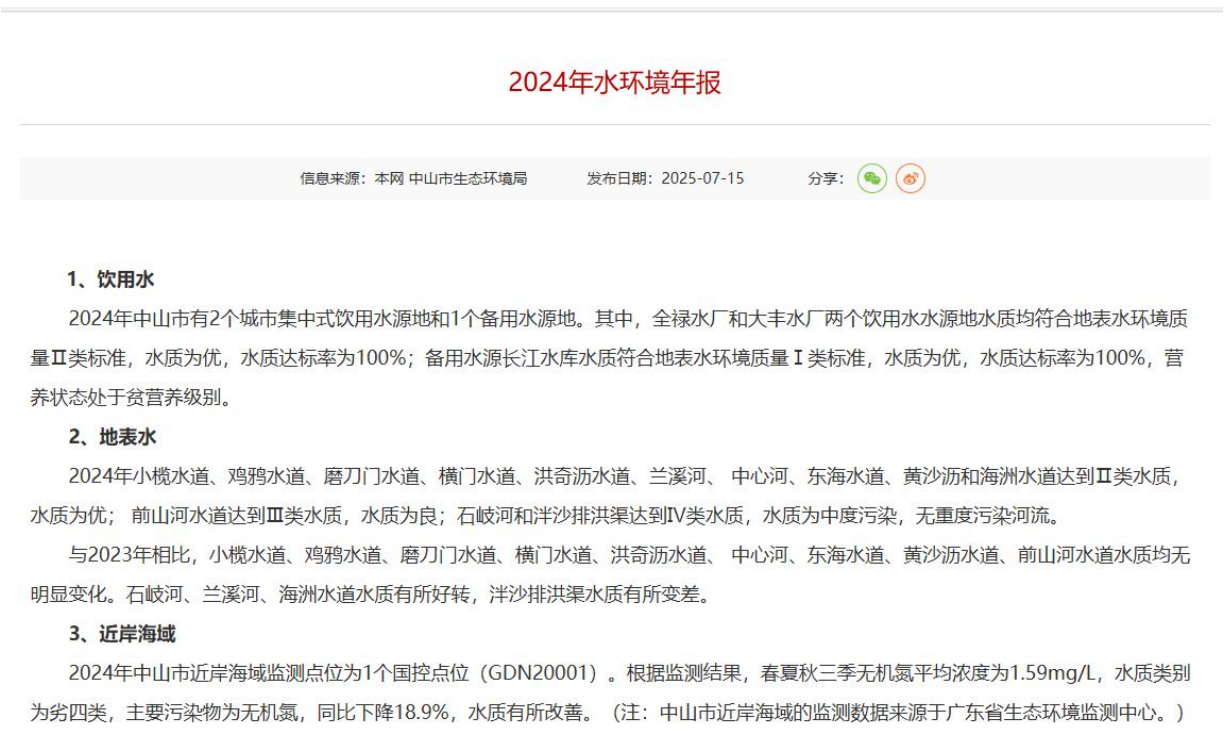 2024年水环境年报
信息来源：本网 中山市生态环境局 发布日期：2025-07-15 分享：
1、饮用水
2024年中山市有2个城市集中式饮用水源地和1个备用水源地。其中，全禄水厂和大丰水厂两个饮用水水源地水质均符合地表水环境质
量Ⅱ类标准，水质为优，水质达标率为100%；备用水源长江水库水质符合地表水环境质量Ⅰ类标准，水质为优，水质达标率为100%，营
养状态处于贫营养级别。
2、地表水
2024年小榄水道、鸡鸦水道、磨刀门水道、横门水道、洪奇沥水道、兰溪河、 中心河、东海水道、黄沙沥和海洲水道达到Ⅱ类水质，
水质为优； 前山河水道达到Ⅲ类水质，水质为良；石岐河和泮沙排洪渠达到Ⅳ类水质，水质为中度污染，无重度污染河流。
与2023年相比，小榄水道、鸡鸦水道、磨刀门水道、横门水道、洪奇沥水道、 中心河、东海水道、黄沙沥水道、前山河水道水质均无
明显变化。石岐河、兰溪河、海洲水道水质有所好转，泮沙排洪渠水质有所变差。
3、近岸海域
2024年中山市近岸海域监测点位为1个国控点位（GDN20001）。根据监测结果，春夏秋三季无机氮平均浓度为1.59mg/L，水质类别
为劣四类，主要污染物为无机氮，同比下降18.9%，水质有所改善。（注：中山市近岸海域的监测数据来源于广东省生态环境监测中心。）